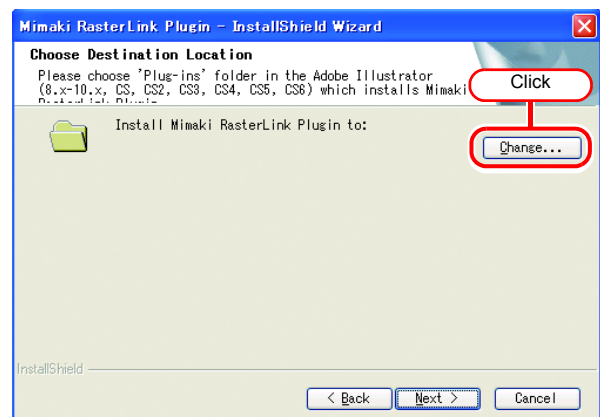 Mimaki RasterLink Plugin - InstallShield Wizard
Choose Destination Location
Please choose 'Plug-ins' folder in the Adobe Illustrator
(8.x-10.x, CS, CS2, CS3, CS4, CS5, CS6) which installs Mimaki
Click
Install Mimaki RasterLink Plugin to:
Change...
InstallShield
< Back
Next >
Cancel